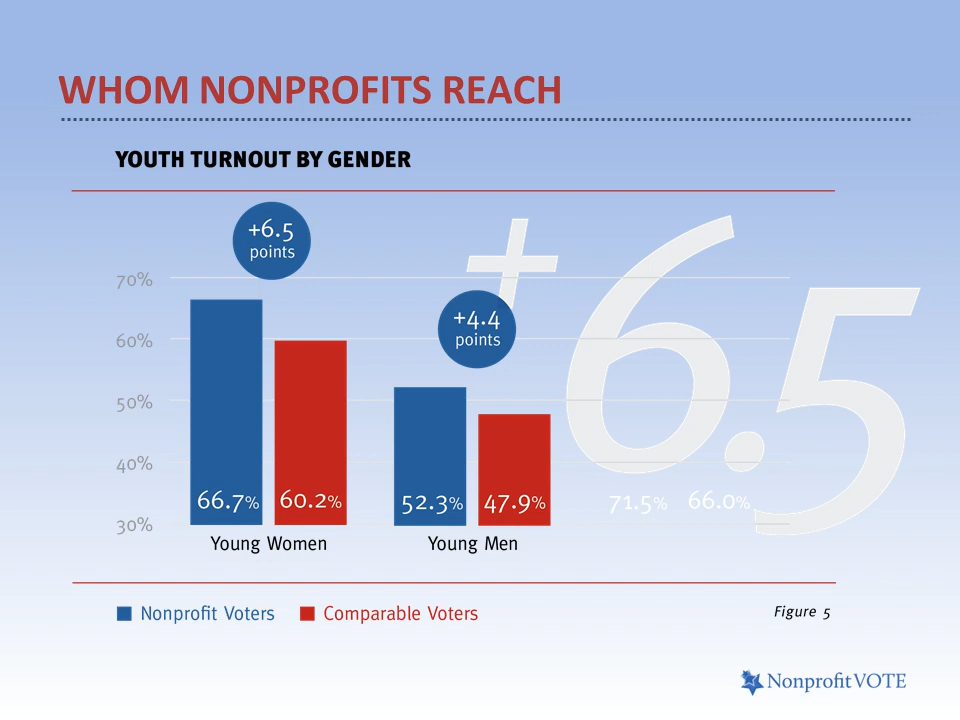 WHOM NONPROFITS REACH
YOUTH TURNOUT BY GENDER
+6.5
points
+4.4
points
+6.5
70%
60%
50%
40%
30%
66.7% 60.2% 52.3% 47.9% 71.5% 66.0%
Young Women Young Men
Nonprofit Voters Comparable Voters Figure 5
Nonprofit VOTE